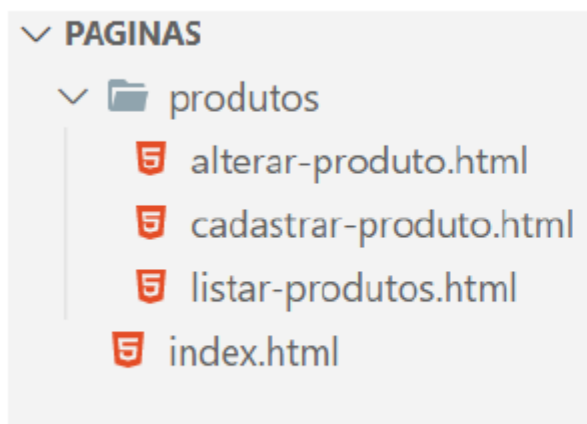 PAGINAS
produtos
alterar-produto.html
cadastrar-produto.html
listar-produtos.html
index.html